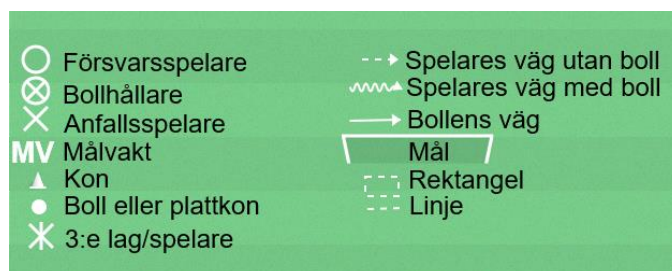 Försvarsspelare
Bollhållare
Anfallsspelare
MV Målvakt
Kon
Boll eller plattkon
3:e lag/spelare
Spelares väg utan boll
Spelares väg med boll
Bollens väg
Mål
Rektangel
Linje